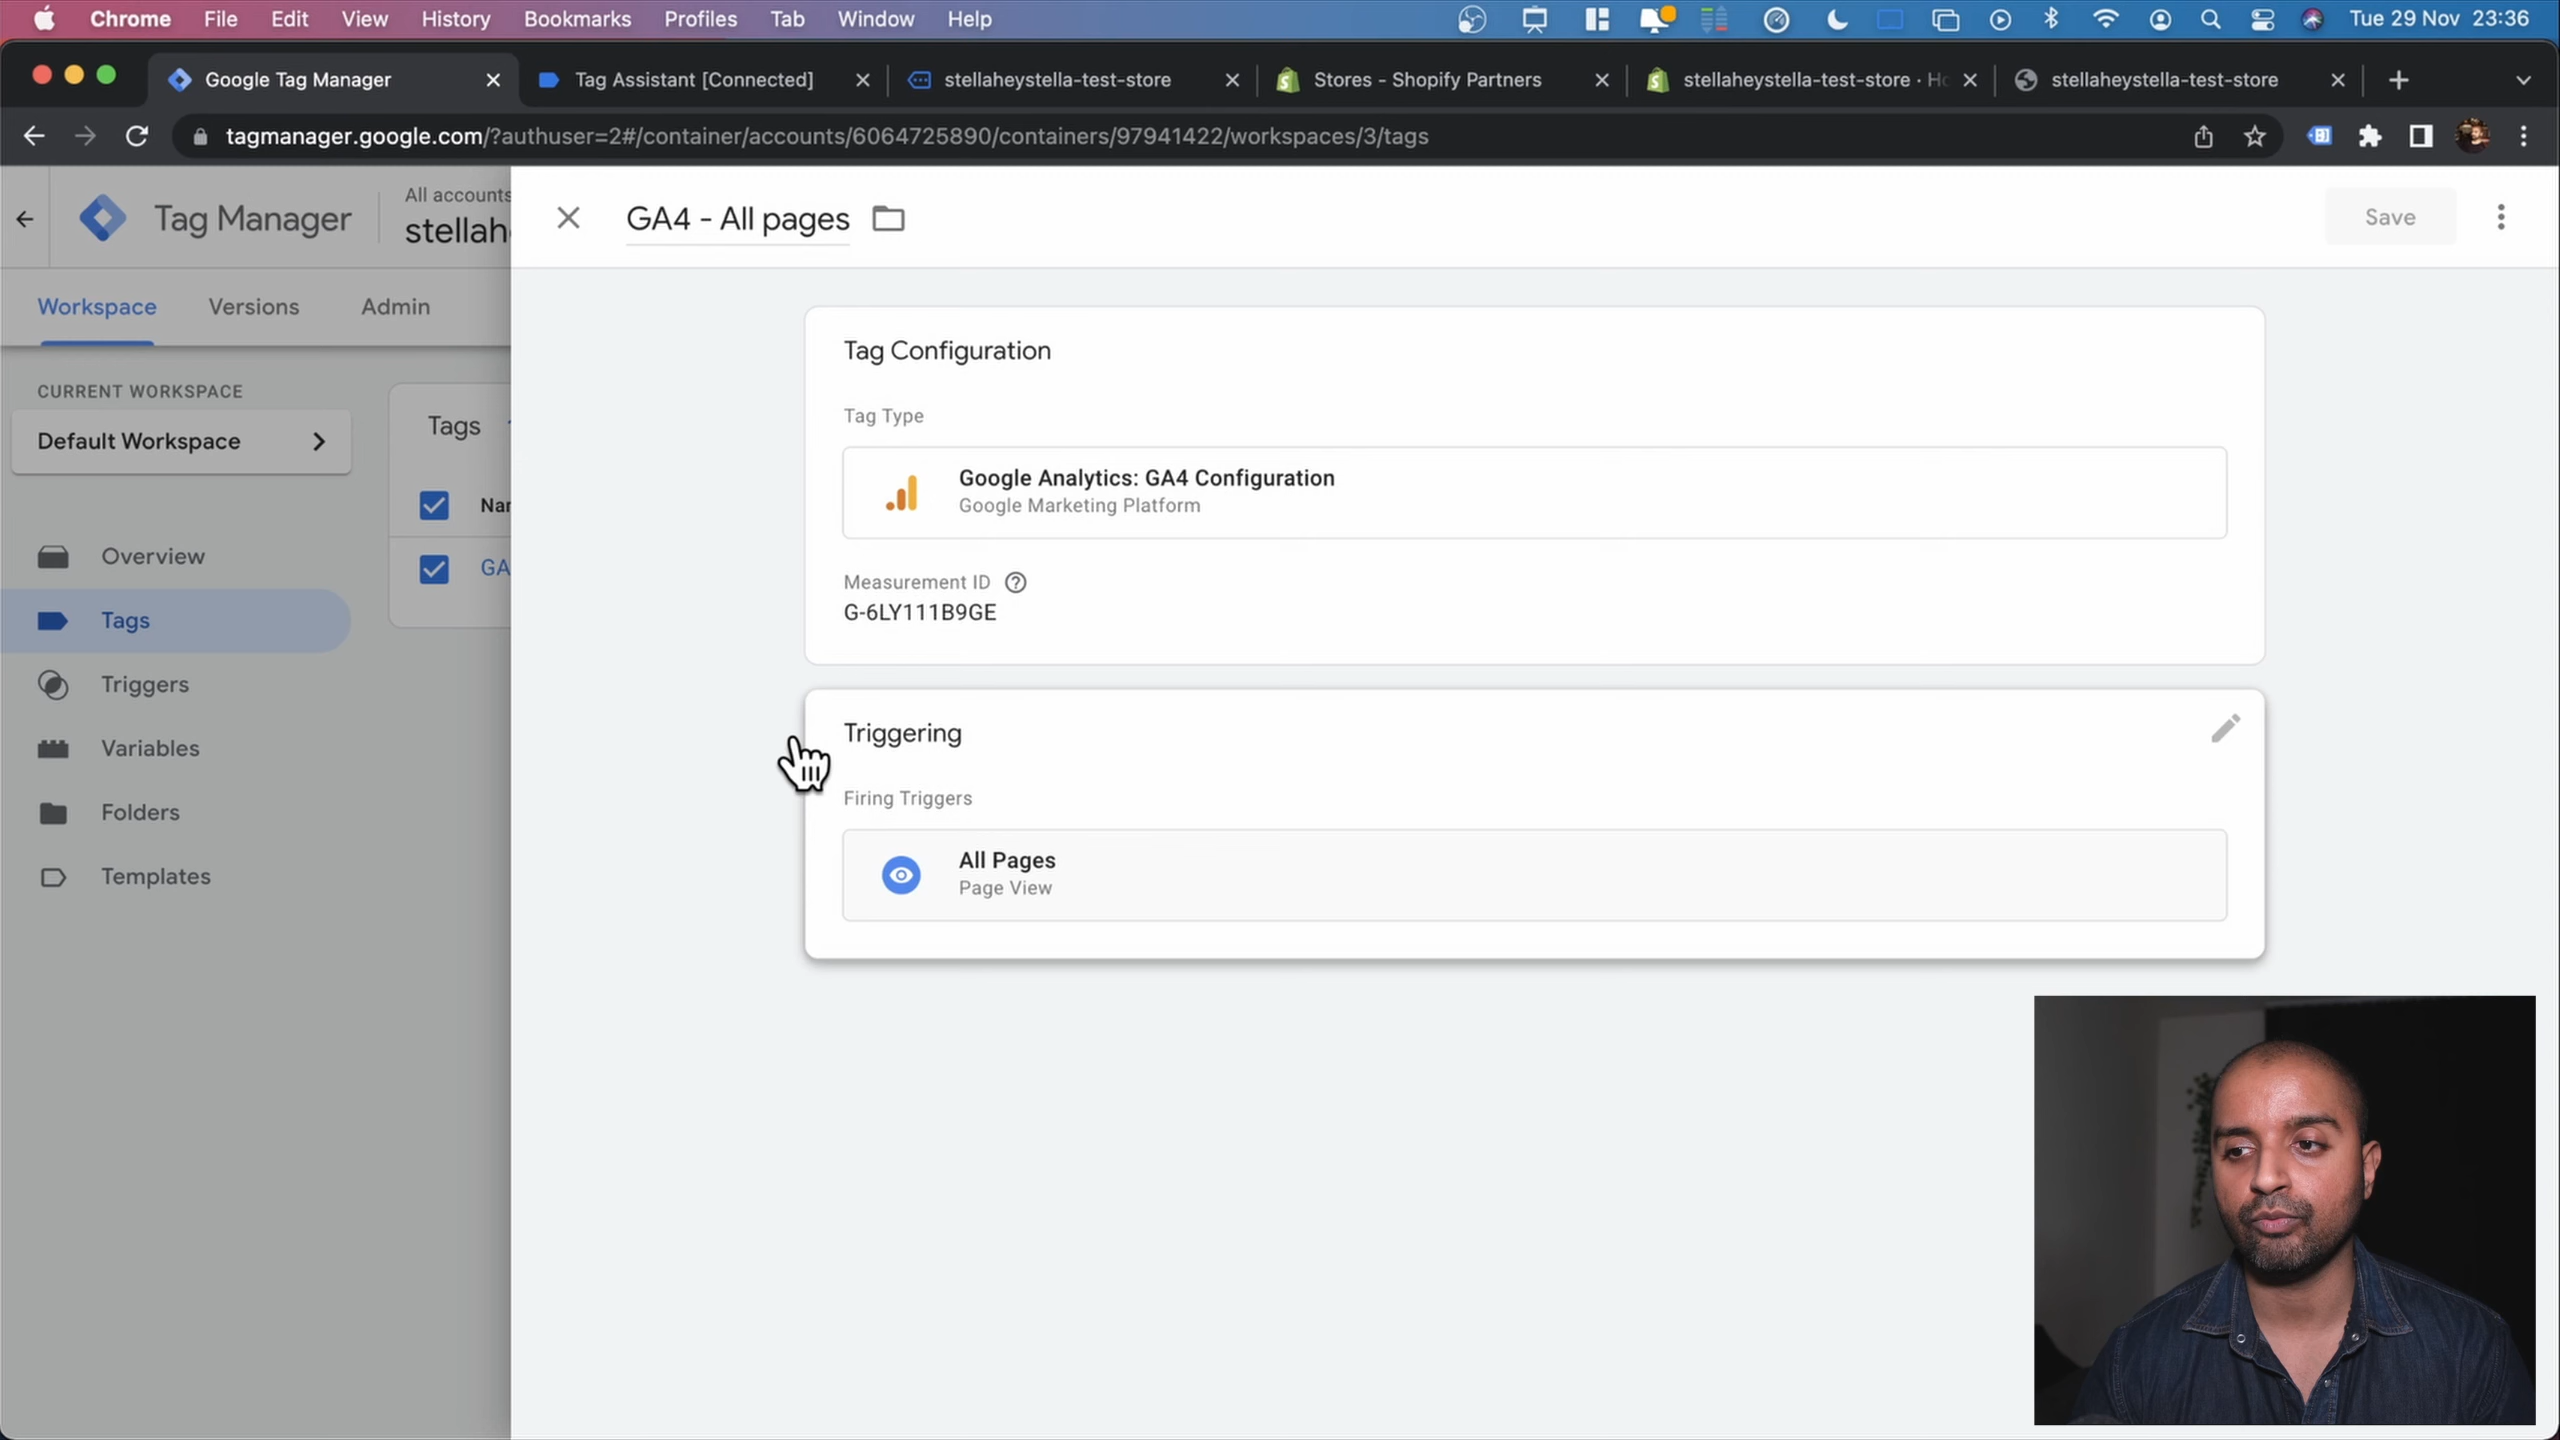 Chrome File Edit View History Bookmarks Profiles Tab Window Help Tue 29 Nov 23:36
Google Tag Manager
Tag Assistant [Connected]
stellaheystella-test-store
Stores - Shopify Partners
stellaheystella-test-store · Ho
stellaheystella-test-store
tagmanager.google.com/?authuser=2#/container/accounts/6064725890/containers/97941422/workspaces/3/tags
Tag Manager
All accounts
stellah
GA4 - All pages
Save
Workspace Versions Admin
CURRENT WORKSPACE
Default Workspace
Overview
Tags
Triggers
Variables
Folders
Templates
Tags
Nar
GA
Tag Configuration
Tag Type
Google Analytics: GA4 Configuration
Google Marketing Platform
Measurement ID
G-6LY111B9GE
Triggering
Firing Triggers
All Pages
Page View